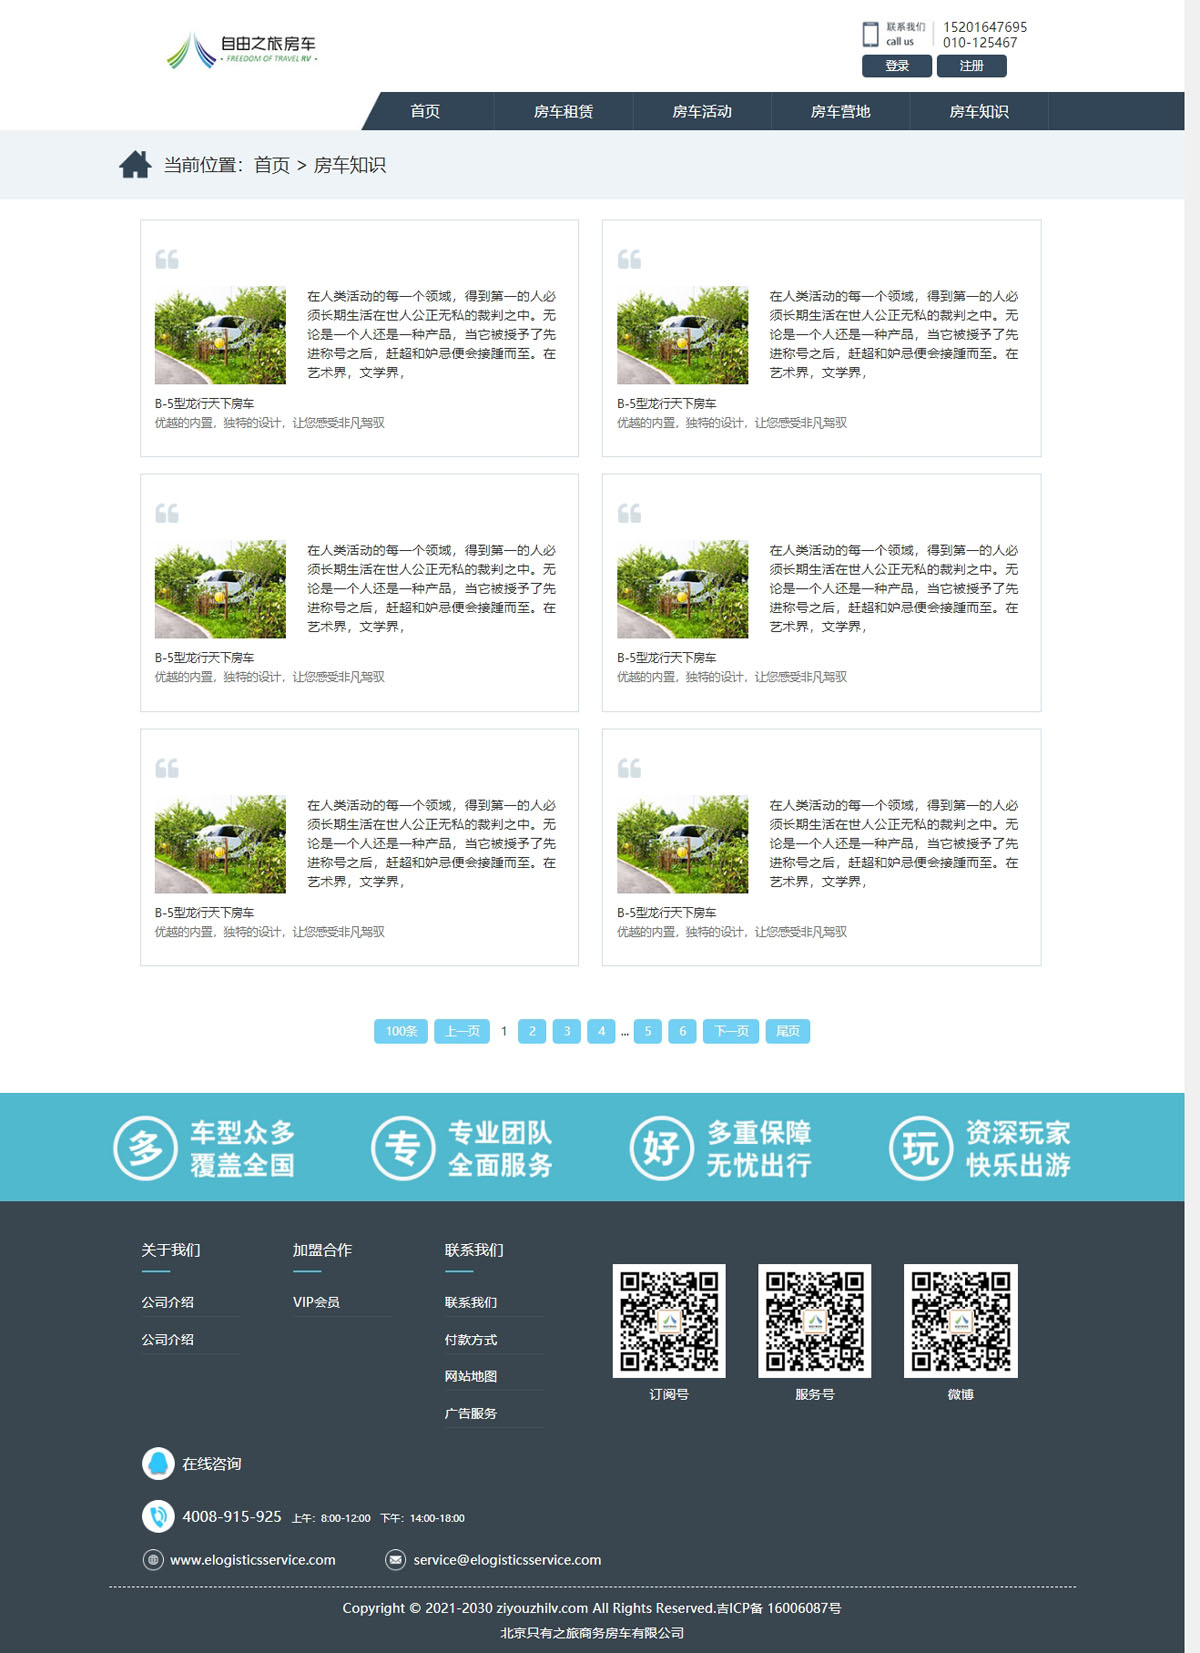 自由之旅房车
· FREEDOM OF TRAVEL RV ·
联系我们
call us
15201647695
010-125467
登录 注册
首页 房车租赁 房车活动 房车营地 房车知识
当前位置：首页 > 房车知识
在人类活动的每一个领域，得到第一的人必
须长期生活在世人公正无私的裁判之中。无
论是一个人还是一种产品，当它被授予了先
进称号之后，赶超和妒忌便会接踵而至。在
艺术界，文学界，
B-5型龙行天下房车
优越的内置，独特的设计，让您感受非凡驾驭
在人类活动的每一个领域，得到第一的人必
须长期生活在世人公正无私的裁判之中。无
论是一个人还是一种产品，当它被授予了先
进称号之后，赶超和妒忌便会接踵而至。在
艺术界，文学界，
B-5型龙行天下房车
优越的内置，独特的设计，让您感受非凡驾驭
在人类活动的每一个领域，得到第一的人必
须长期生活在世人公正无私的裁判之中。无
论是一个人还是一种产品，当它被授予了先
进称号之后，赶超和妒忌便会接踵而至。在
艺术界，文学界，
B-5型龙行天下房车
优越的内置，独特的设计，让您感受非凡驾驭
在人类活动的每一个领域，得到第一的人必
须长期生活在世人公正无私的裁判之中。无
论是一个人还是一种产品，当它被授予了先
进称号之后，赶超和妒忌便会接踵而至。在
艺术界，文学界，
B-5型龙行天下房车
优越的内置，独特的设计，让您感受非凡驾驭
在人类活动的每一个领域，得到第一的人必
须长期生活在世人公正无私的裁判之中。无
论是一个人还是一种产品，当它被授予了先
进称号之后，赶超和妒忌便会接踵而至。在
艺术界，文学界，
B-5型龙行天下房车
优越的内置，独特的设计，让您感受非凡驾驭
在人类活动的每一个领域，得到第一的人必
须长期生活在世人公正无私的裁判之中。无
论是一个人还是一种产品，当它被授予了先
进称号之后，赶超和妒忌便会接踵而至。在
艺术界，文学界，
B-5型龙行天下房车
优越的内置，独特的设计，让您感受非凡驾驭
100条 上一页 1 2 3 4 ... 5 6 下一页 尾页
多
车型众多
覆盖全国
专
专业团队
全面服务
好
多重保障
无忧出行
玩
资深玩家
快乐出游
关于我们
公司介绍
公司介绍
加盟合作
VIP会员
联系我们
联系我们
付款方式
网站地图
广告服务
订阅号 服务号 微博
在线咨询
4008-915-925 上午：8:00-12:00 下午：14:00-18:00
www.elogisticsservice.com service@elogisticsservice.com
Copyright © 2021-2030 ziyouzhilv.com All Rights Reserved.吉ICP备 16006087号
北京只有之旅商务房车有限公司